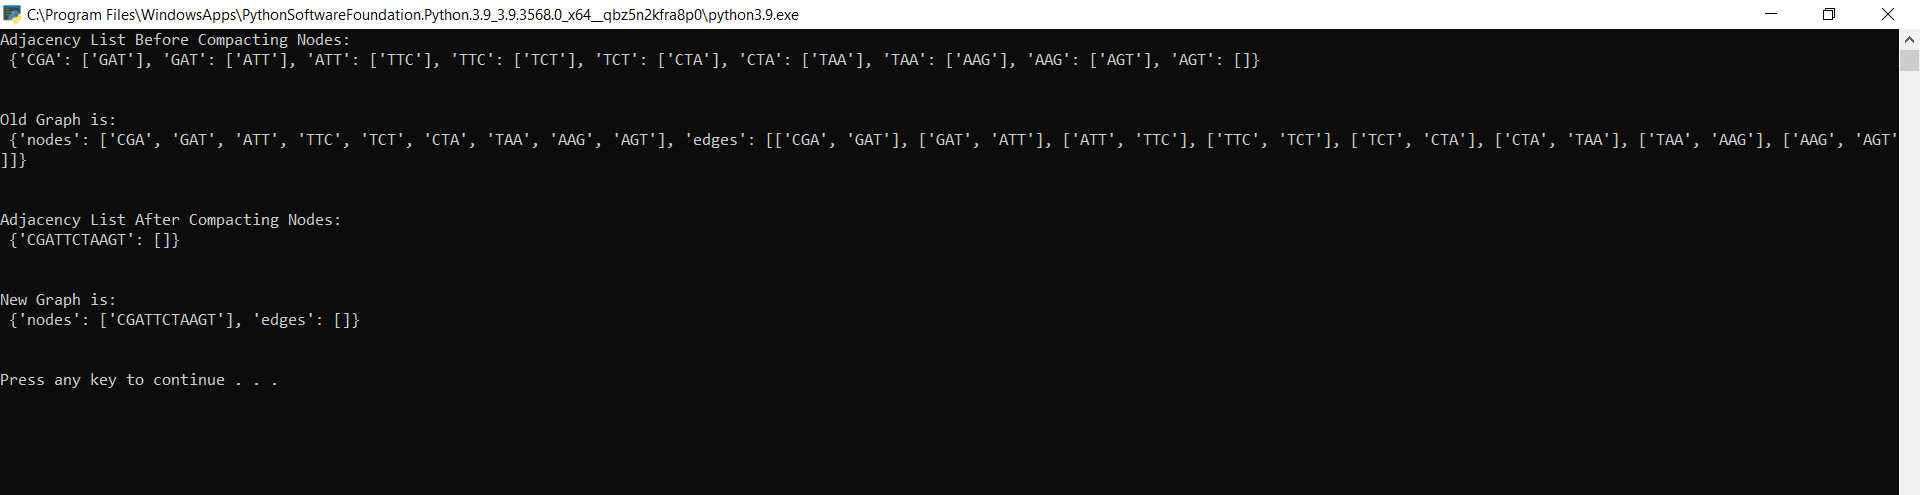 C:\Program Files\WindowsApps\PythonSoftwareFoundation.Python.3.9_3.9.3568.0_x64__qbz5n2kfra8p0\python3.9.exe
Adjacency List Before Compacting Nodes:
{'CGA': ['GAT'], 'GAT': ['ATT'], 'ATT': ['TTC'], 'TTC': ['TCT'], 'TCT': ['CTA'], 'CTA': ['TAA'], 'TAA': ['AAG'], 'AAG': ['AGT'], 'AGT': []}
Old Graph is:
{'nodes': ['CGA', 'GAT', 'ATT', 'TTC', 'TCT', 'CTA', 'TAA', 'AAG', 'AGT'], 'edges': [['CGA', 'GAT'], ['GAT', 'ATT'], ['ATT', 'TTC'], ['TTC', 'TCT'], ['TCT', 'CTA'], ['CTA', 'TAA'], ['TAA', 'AAG'], ['AAG', 'AGT'
]]}
Adjacency List After Compacting Nodes:
{'CGATTCTAAGT': []}
New Graph is:
{'nodes': ['CGATTCTAAGT'], 'edges': []}
Press any key to continue . . .